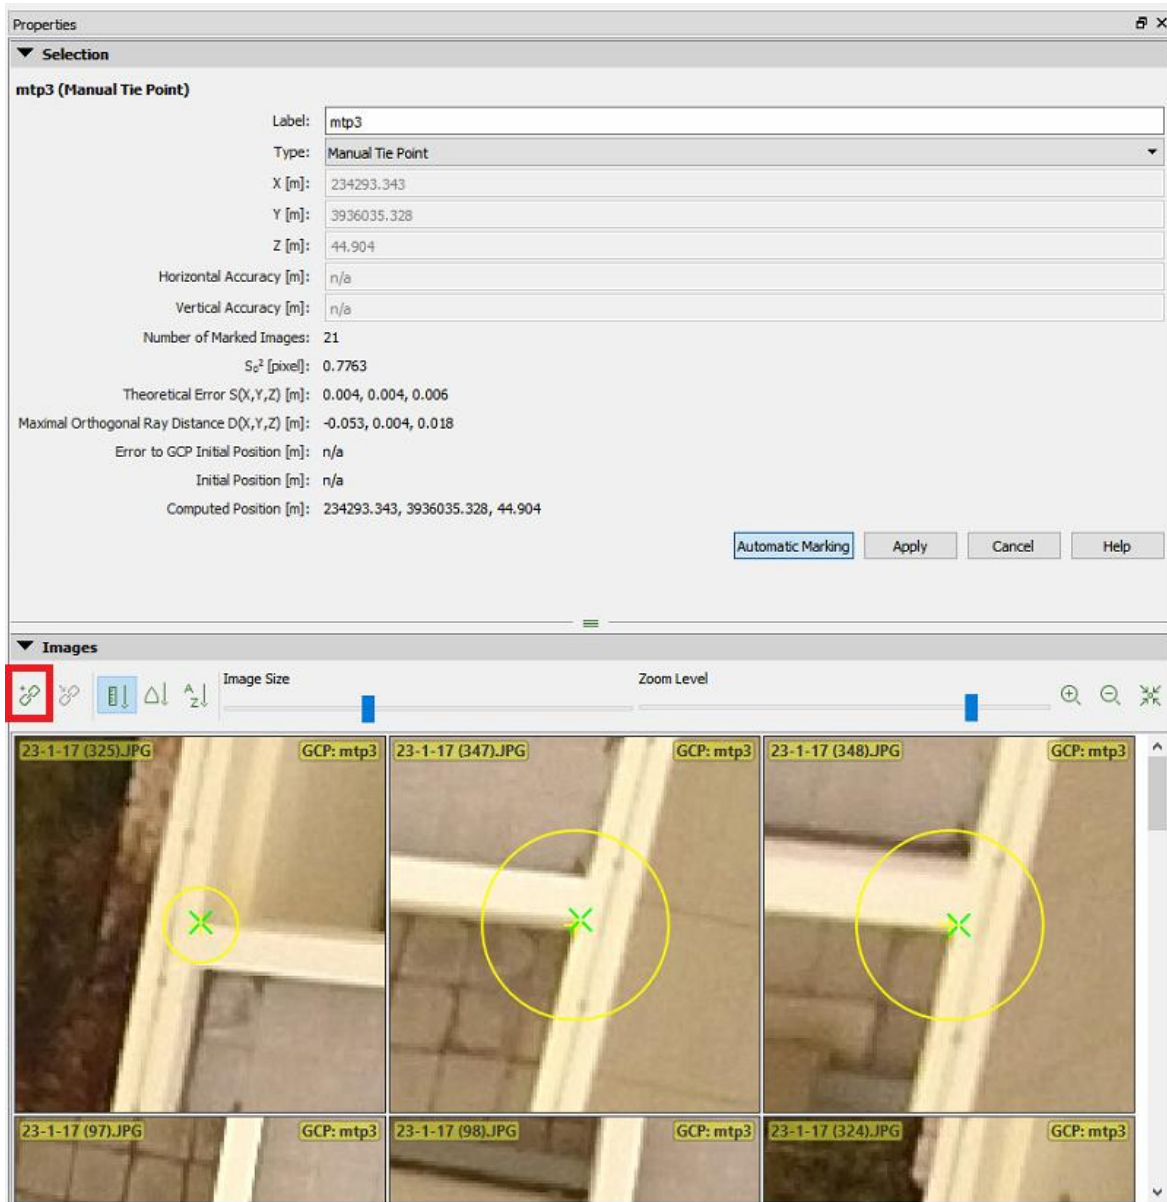 Properties
Selection
mtp3 (Manual Tie Point)
Label: mtp3
Type: Manual Tie Point
X [m]: 234293.343
Y [m]: 3936035.328
Z [m]: 44.904
Horizontal Accuracy [m]: n/a
Vertical Accuracy [m]: n/a
Number of Marked Images: 21
S₀² [pixel]: 0.7763
Theoretical Error S(X,Y,Z) [m]: 0.004, 0.004, 0.006
Maximal Orthogonal Ray Distance D(X,Y,Z) [m]: -0.053, 0.004, 0.018
Error to GCP Initial Position [m]: n/a
Initial Position [m]: n/a
Computed Position [m]: 234293.343, 3936035.328, 44.904
Automatic Marking Apply Cancel Help
Images
Image Size Zoom Level
23-1-17 (325).JPG GCP: mtp3 23-1-17 (347).JPG GCP: mtp3 23-1-17 (348).JPG GCP: mtp3
23-1-17 (97).JPG GCP: mtp3 23-1-17 (98).JPG GCP: mtp3 23-1-17 (324).JPG GCP: mtp3